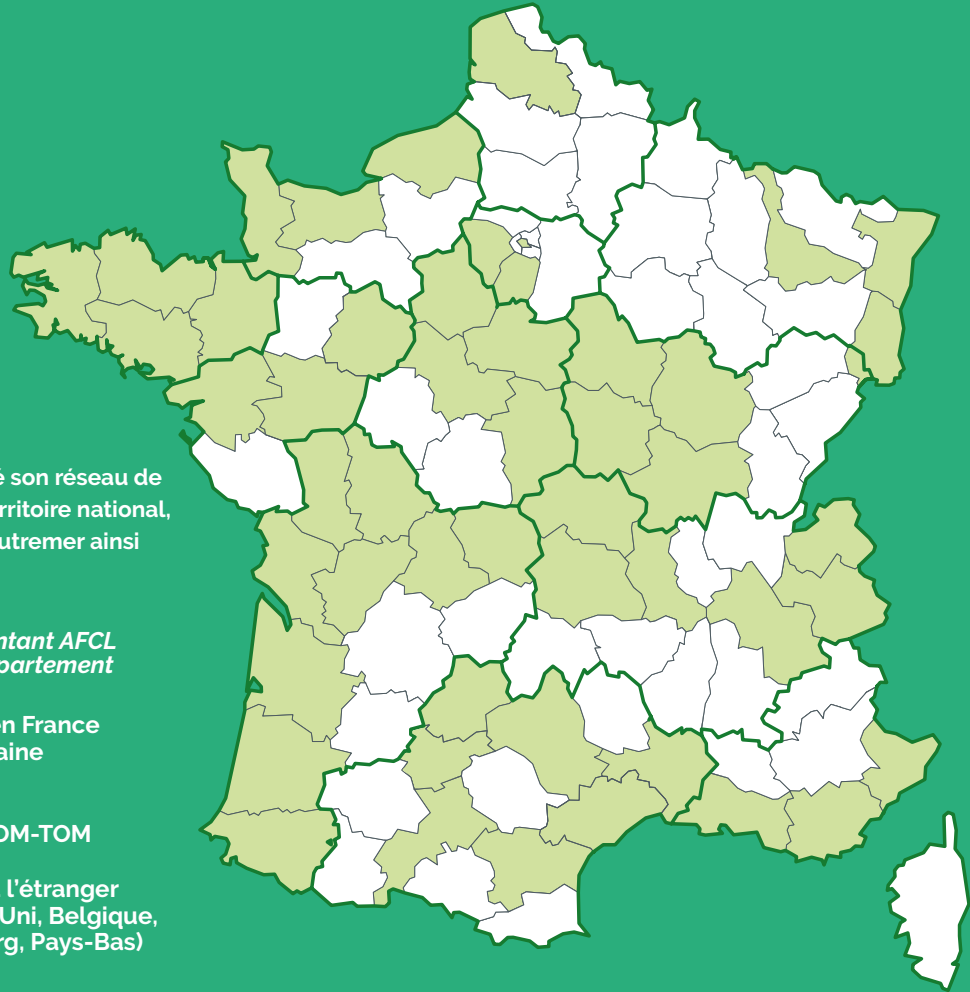 é son réseau de
rritoire national,
utremer ainsi
ntant AFCL
partement
en France
aine
OM-TOM
l'étranger
Uni, Belgique,
rg, Pays-Bas)